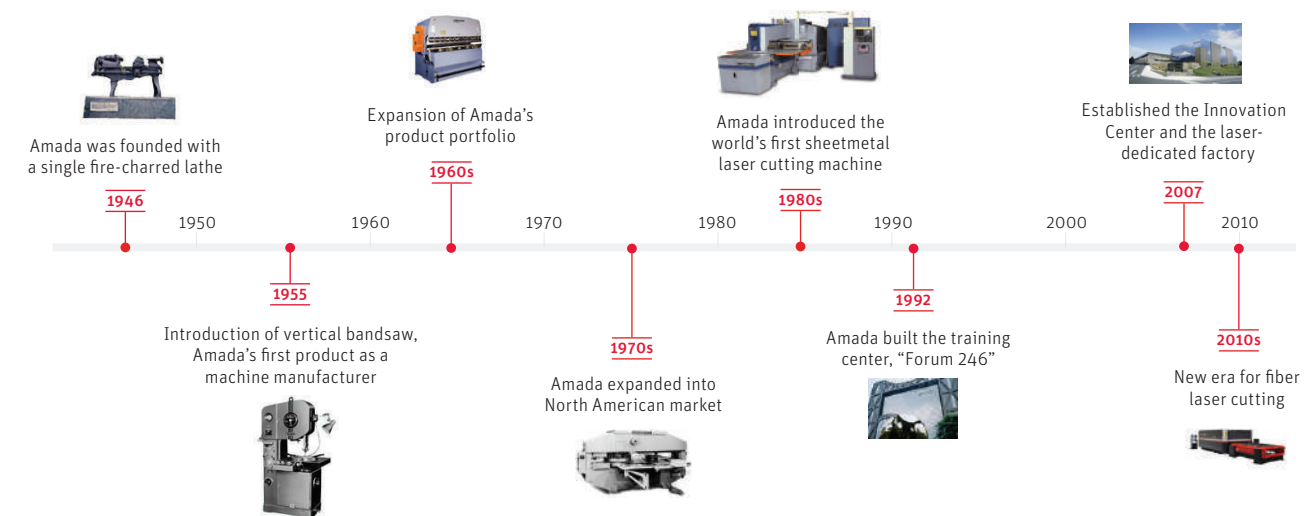 Amada was founded with
a single fire-charred lathe
1946
Expansion of Amada's
product portfolio
1960s
Amada introduced the
world's first sheetmetal
laser cutting machine
1980s
Established the Innovation
Center and the laser-
dedicated factory
2007
1950
1960
1970
1980
1990
2000
2010
1955
Introduction of vertical bandsaw,
Amada's first product as a
machine manufacturer
1970s
Amada expanded into
North American market
1992
Amada built the training
center, “Forum 246”
2010s
New era for fiber
laser cutting